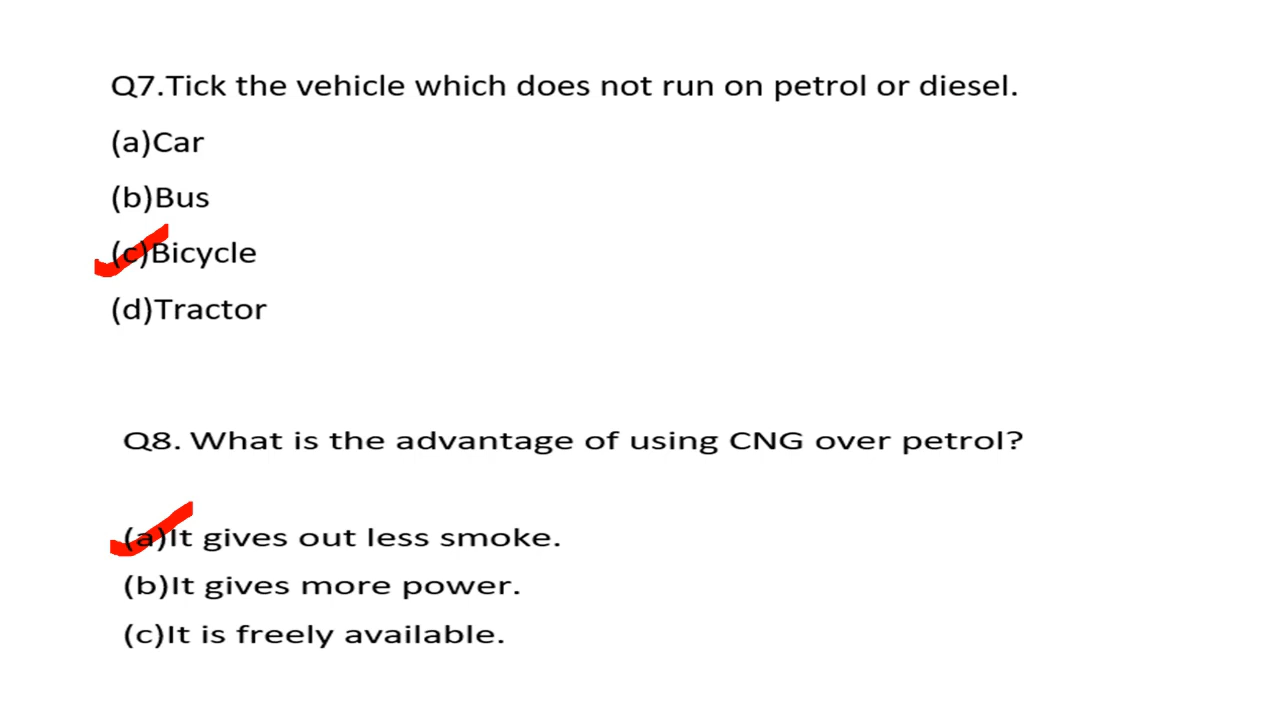 Q7.Tick the vehicle which does not run on petrol or diesel.
(a)Car
(b)Bus
(c)Bicycle
(d)Tractor
Q8. What is the advantage of using CNG over petrol?
(a)It gives out less smoke.
(b)It gives more power.
(c)It is freely available.